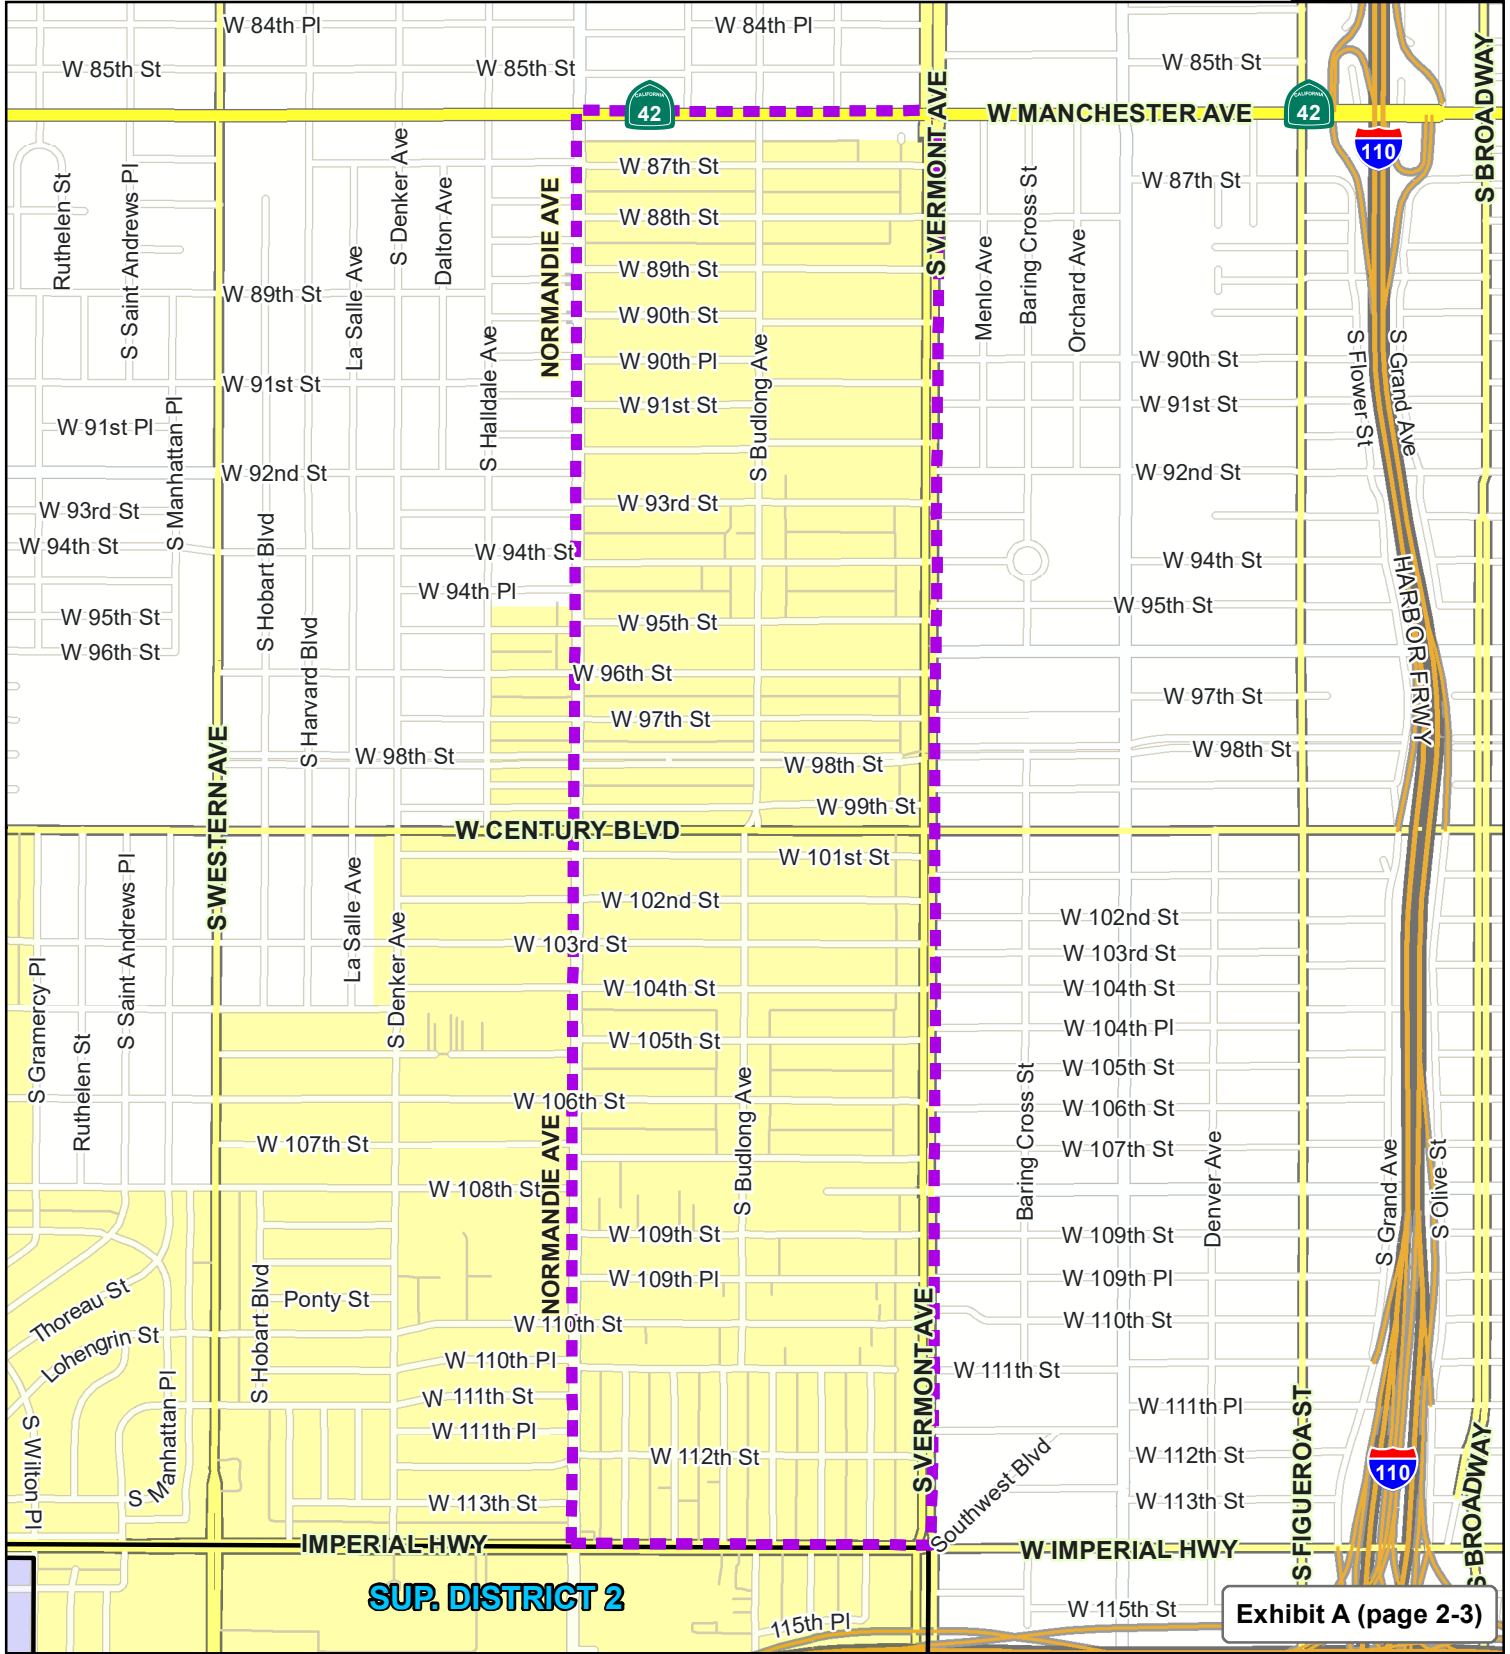 W 84th Pl
W 84th Pl
W 85th St
W 85th St
W 85th St
S BROADWAY
CALIFORNIA
42
CALIFORNIA
42
W MANCHESTER AVE
110
S VERMONT AVE
Ruthelen St
S Saint Andrews Pl
S Denker Ave
Dalton Ave
La Salle Ave
NORMANDIE AVE
W 87th St
W 87th St
W 88th St
W 89th St
W 89th St
W 90th St
W 90th Pl
W 90th St
W 91st St
W 91st St
W 91st St
W 91st Pl
Menlo Ave
Baring Cross St
Orchard Ave
S Halldale Ave
S Budlong Ave
S Flower St
S Grand Ave
S Manhattan Pl
W 92nd St
W 92nd St
W 93rd St
W 93rd St
W 94th St
W 94th St
W 94th St
W 94th Pl
S Hobart Blvd
S Harvard Blvd
HARBOR FRWY
W 95th St
W 95th St
W 95th St
W 96th St
W 96th St
W 97th St
W 97th St
W 98th St
W 98th St
W 98th St
W 99th St
S WESTERN AVE
W CENTURY BLVD
W 101st St
W 102nd St
W 102nd St
W 103rd St
W 103rd St
W 104th St
W 104th St
W 104th Pl
S Gramercy Pl
Ruthelen St
S Saint Andrews Pl
La Salle Ave
S Denker Ave
W 105th St
W 105th St
W 106th St
W 106th St
W 107th St
W 107th St
W 108th St
NORMANDIE AVE
S Budlong Ave
Baring Cross St
Denver Ave
S Grand Ave
S Olive St
W 109th St
W 109th St
W 109th Pl
W 109th Pl
Thoreau St
Lohengrin St
S Hobart Blvd
Ponty St
W 110th St
W 110th St
W 110th Pl
W 111th St
W 111th St
W 111th Pl
W 111th Pl
S VERMONT AVE
S Wilton Pl
S Manhattan Pl
W 112th St
W 112th St
W 113th St
W 113th St
Southwest Blvd
S FIGUEROA ST
110
S BROADWAY
IMPERIAL HWY
W IMPERIAL HWY
SUP. DISTRICT 2
115th Pl
W 115th St
Exhibit A (page 2-3)